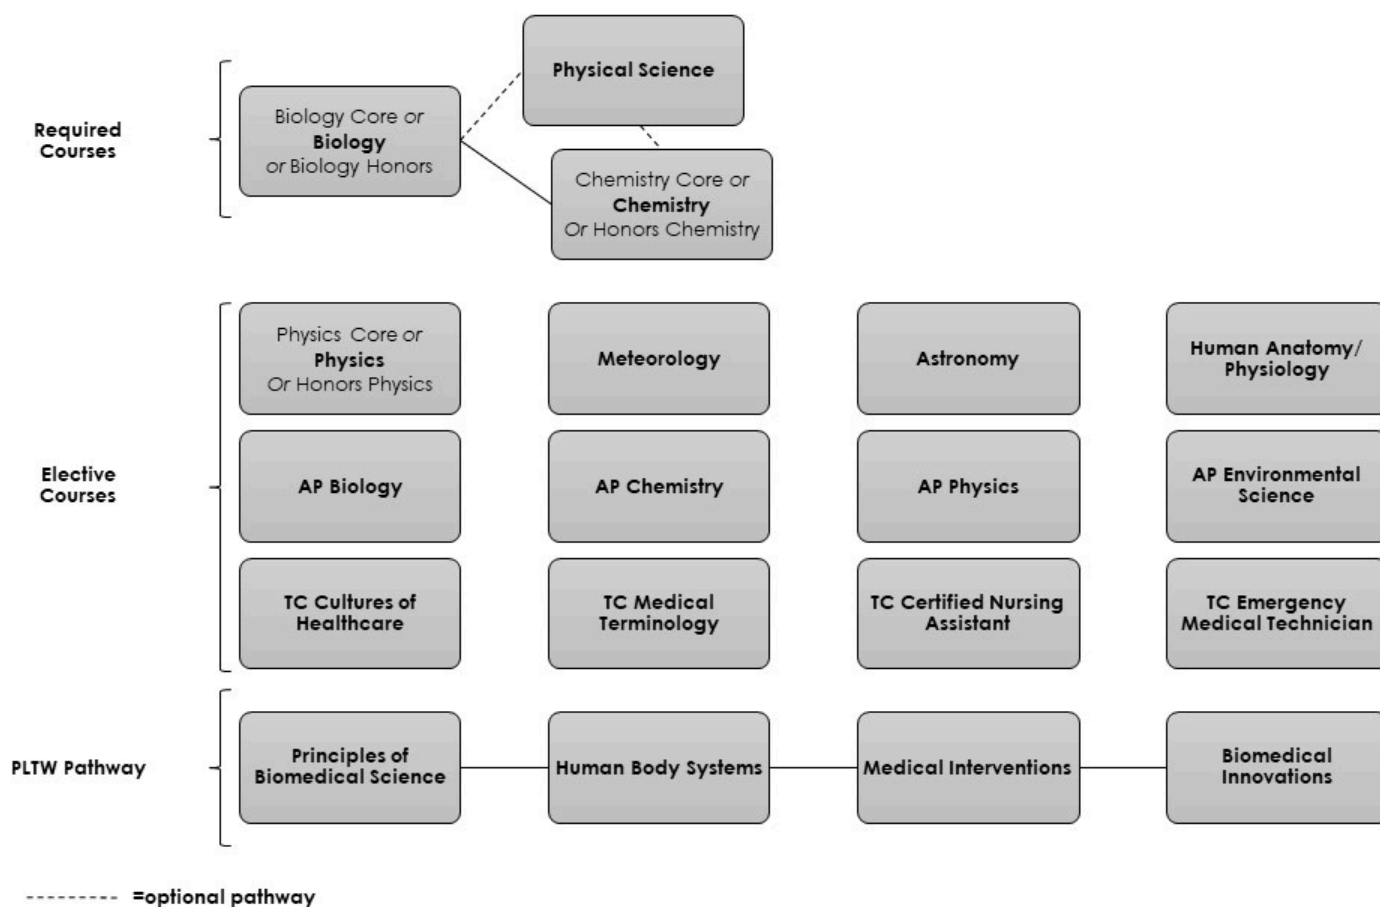 Required
Courses
Biology Core or
Biology
or Biology Honors
Physical Science
Chemistry Core or
Chemistry
Or Honors Chemistry
Elective
Courses
Physics Core or
Physics
Or Honors Physics
Meteorology
Astronomy
Human Anatomy/
Physiology
AP Biology
AP Chemistry
AP Physics
AP Environmental
Science
TC Cultures of
Healthcare
TC Medical
Terminology
TC Certified Nursing
Assistant
TC Emergency
Medical Technician
PLTW Pathway
Principles of
Biomedical Science
Human Body Systems
Medical Interventions
Biomedical
Innovations
=optional pathway